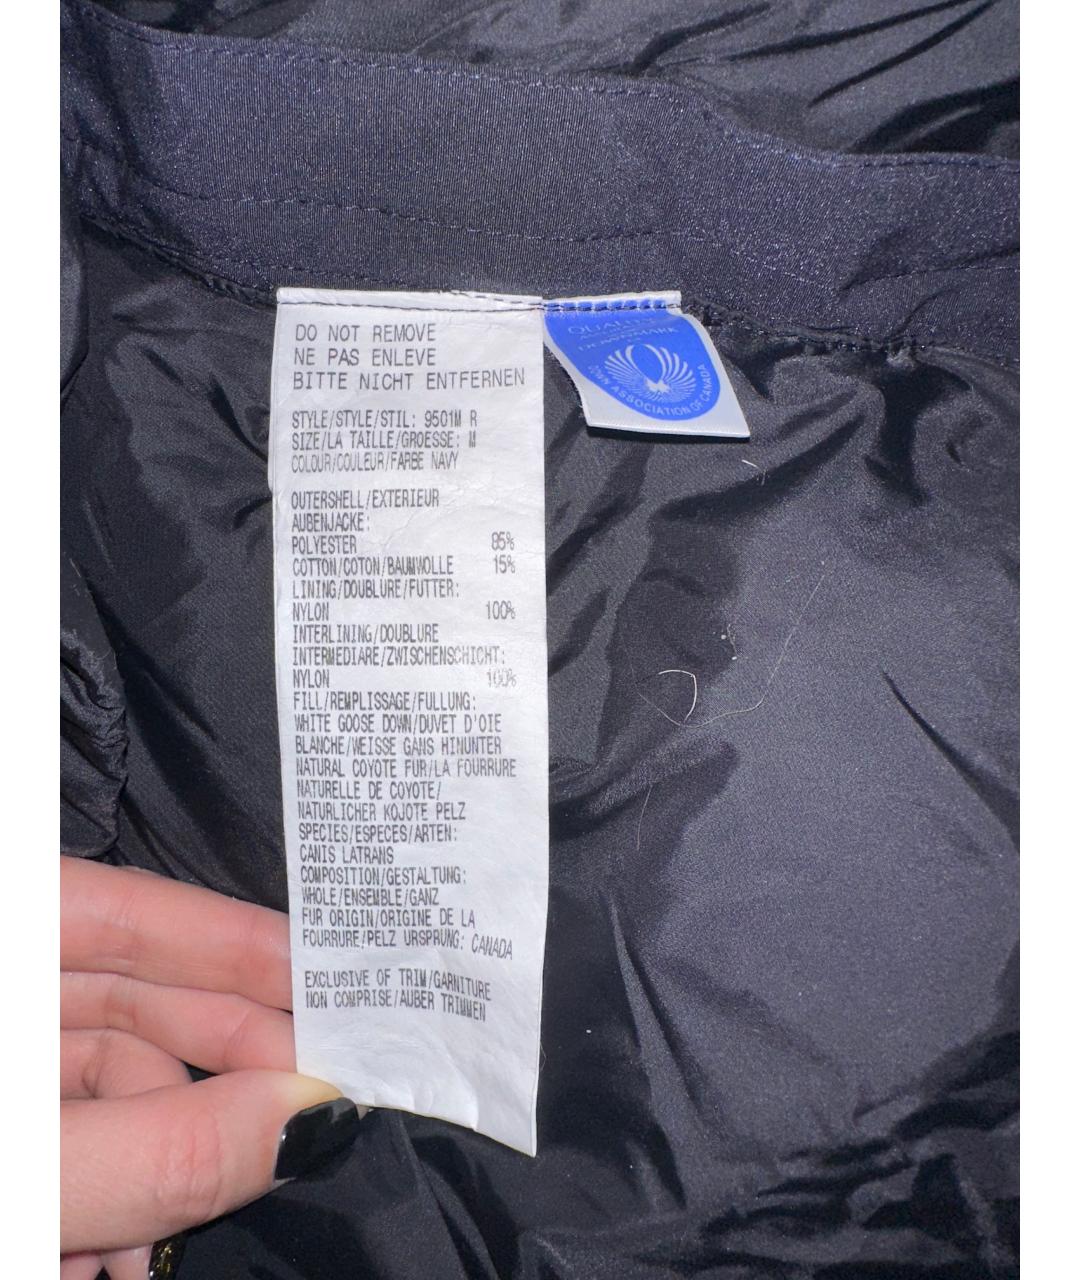 DO NOT REMOVE
NE PAS ENLEVE
BITTE NICHT ENTFERNEN
STYLE/STYLE/STIL: 9501M R
SIZE/LA TAILLE/GROESSE: M
COLOUR/COULEUR/FARBE NAVY
OUTERSHELL/EXTERIEUR
AUBENJACKE:
POLYESTER 85%
COTTON/COTON/BAUMWOLLE 15%
LINING/DOUBLURE/FUTTER:
NYLON 100%
INTERLINING/DOUBLURE
INTERMEDIARE/ZWISCHENSCHICHT:
NYLON 100%
FILL/REMPLISSAGE/FULLUNG:
WHITE GOOSE DOWN/DUVET D'OIE
BLANCHE/WEISSE GANS HINUNTER
NATURAL COYOTE FUR/LA FOURRURE
NATURELLE DE COYOTE/
NATURLICHER KOJOTE PELZ
SPECIES/ESPECES/ARTEN:
CANIS LATRANS
COMPOSITION/GESTALTUNG:
WHOLE/ENSEMBLE/GANZ
FUR ORIGIN/ORIGINE DE LA
FOURRURE/PELZ URSPRUNG: CANADA
EXCLUSIVE OF TRIM/GARNITURE
NON COMPRISE/AUBER TRIMMEN
DOWNMARK
DOWN ASSOCIATION OF CANADA